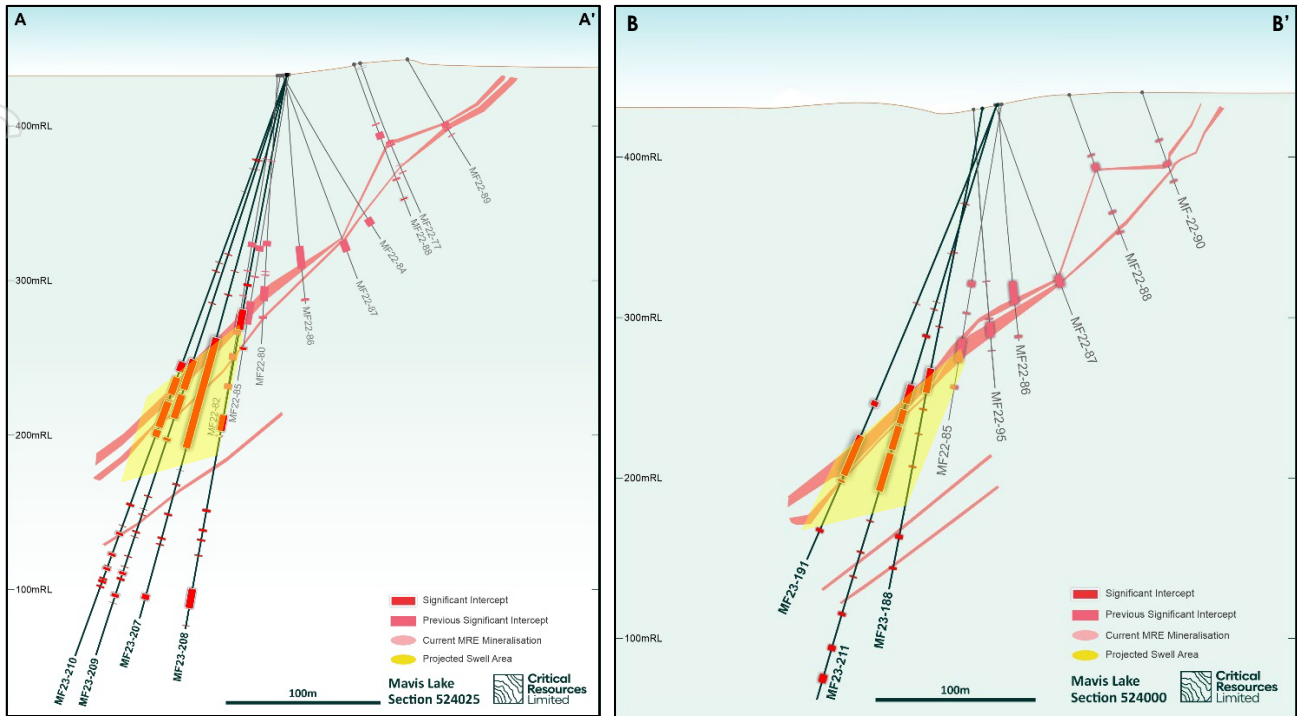 A
A'
400mRL
300mRL
200mRL
100mRL
MF22-89
MF22-77
MF22-88
MF22-84
MF22-87
MF22-86
MF22-80
MF22-85
MF22-82
MF23-210
MF23-209
MF23-207
MF23-208
Significant Intercept
Previous Significant Intercept
Current MRE Mineralisation
Projected Swell Area
100m
Mavis Lake
Section 524025
Critical
Resources
Limited
B
B'
400mRL
300mRL
200mRL
100mRL
MF-22-90
MF22-88
MF22-87
MF22-86
MF22-95
MF22-85
MF23-191
MF23-188
MF23-211
Significant Intercept
Previous Significant Intercept
Current MRE Mineralisation
Projected Swell Area
100m
Mavis Lake
Section 524000
Critical
Resources
Limited